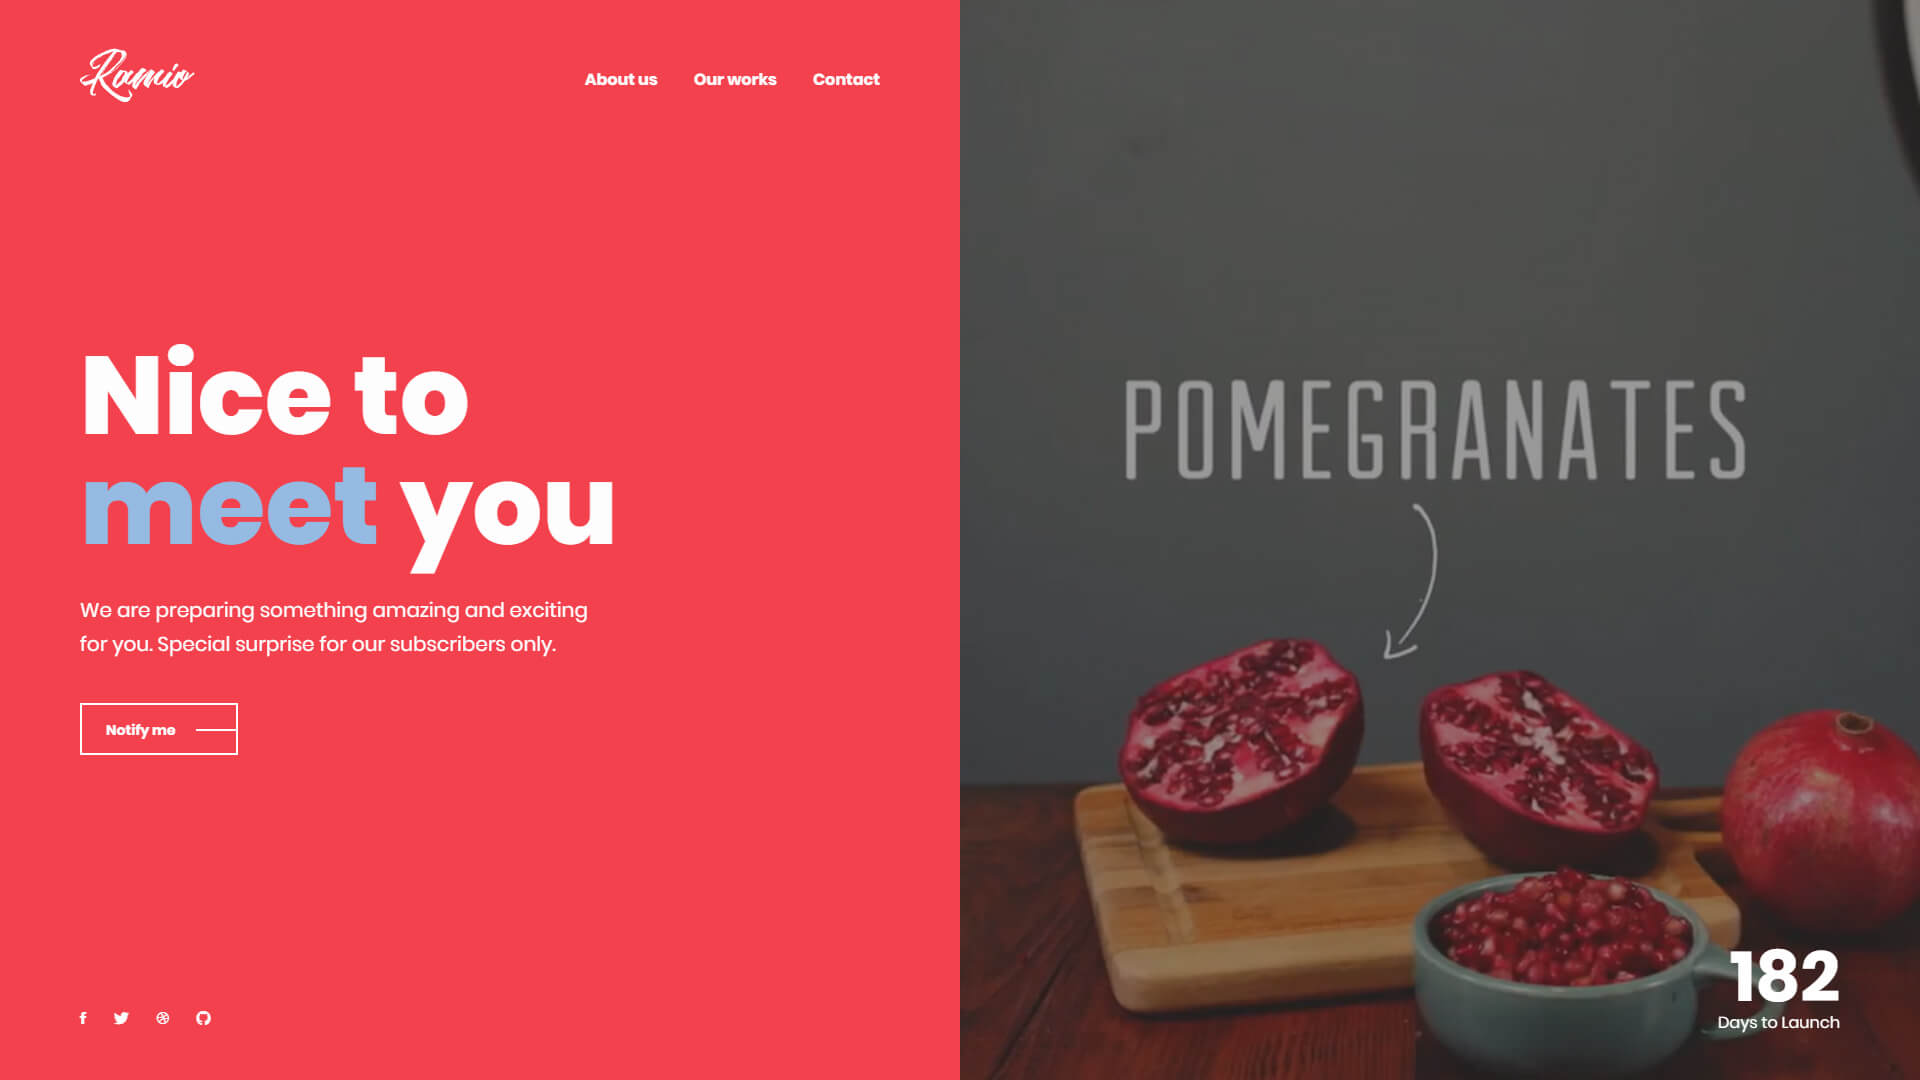 Ramio
About us
Our works
Contact
Nice to
meet you
We are preparing something amazing and exciting
for you. Special surprise for our subscribers only.
Notify me
POMEGRANATES
182
Days to Launch